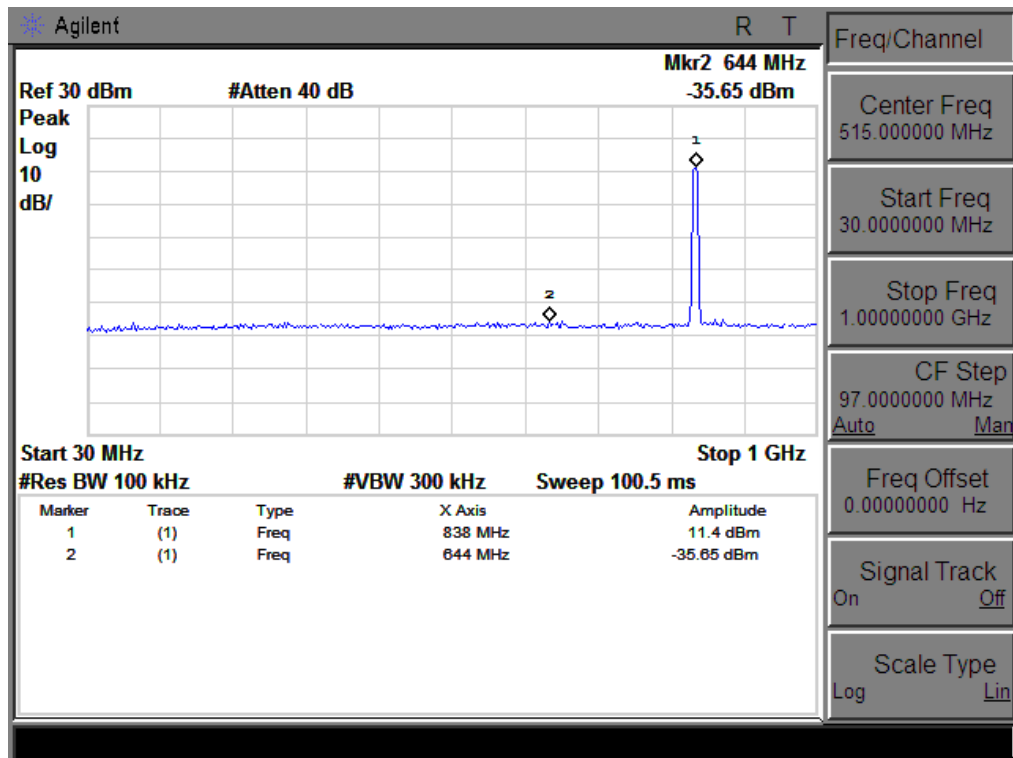 Agilent R T
Mkr2 644 MHz
Ref 30 dBm #Atten 40 dB -35.65 dBm
Peak
Log
10
dB/
1
2
Start 30 MHz Stop 1 GHz
#Res BW 100 kHz #VBW 300 kHz Sweep 100.5 ms
Marker Trace Type X Axis Amplitude
1 (1) Freq 838 MHz 11.4 dBm
2 (1) Freq 644 MHz -35.65 dBm
Freq/Channel
Center Freq
515.000000 MHz
Start Freq
30.0000000 MHz
Stop Freq
1.00000000 GHz
CF Step
97.0000000 MHz
Auto Man
Freq Offset
0.00000000 Hz
Signal Track
On Off
Scale Type
Log Lin